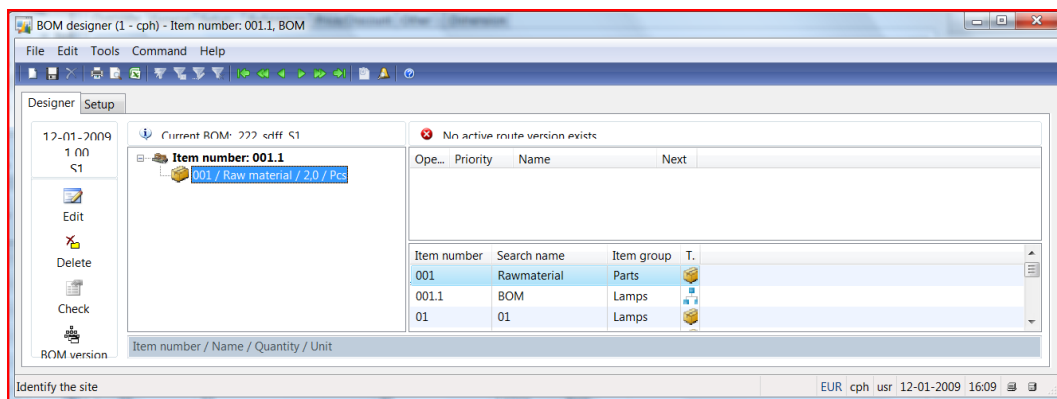 BOM designer (1 - cph) - Item number: 001.1, BOM
File Edit Tools Command Help
Designer Setup
12-01-2009
1 00
S1
Current BOM: 222 sdff S1
No active route version exists
Item number: 001.1
001 / Raw material / 2,0 / Pcs
Ope... Priority Name Next
Edit
Delete
Check
BOM version
Item number Search name Item group T.
001 Rawmaterial Parts
001.1 BOM Lamps
01 01 Lamps
Item number / Name / Quantity / Unit
Identify the site
EUR cph usr 12-01-2009 16:09